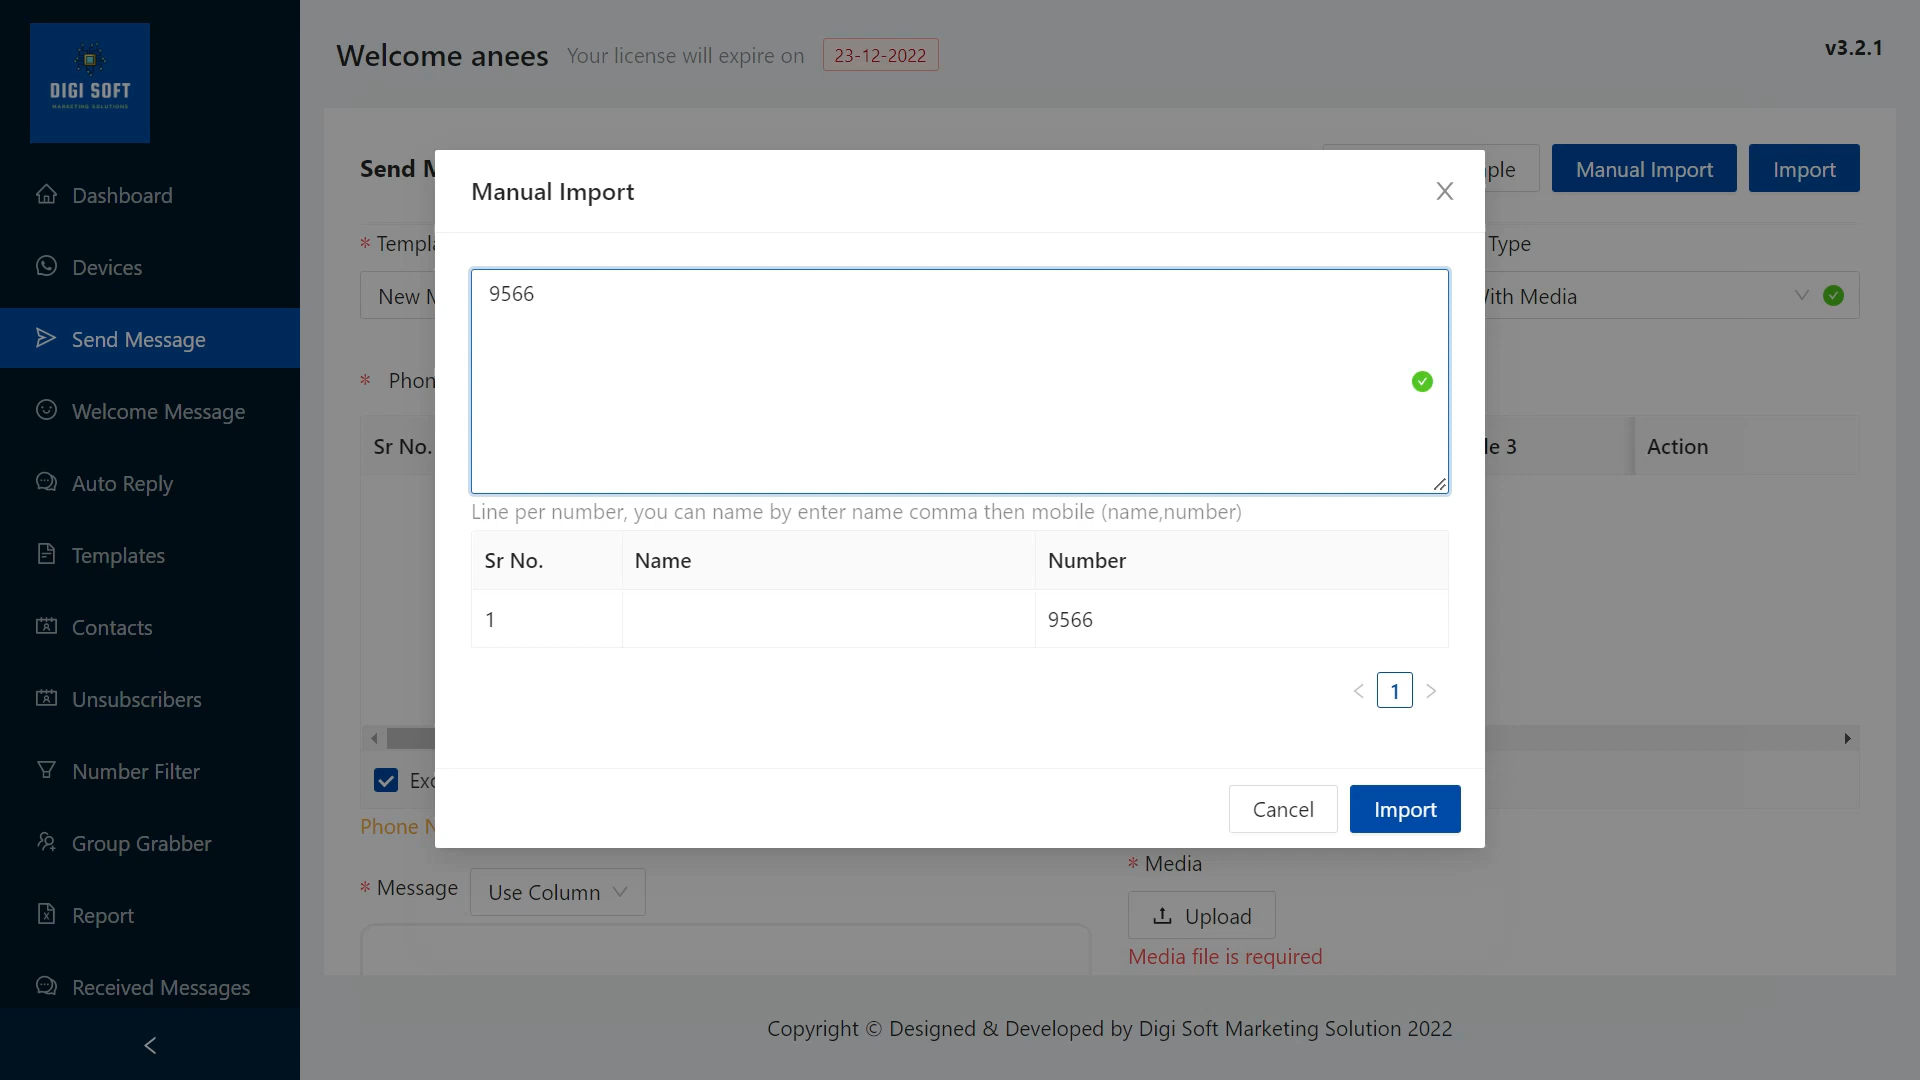 DIGI SOFT
MARKETING SOLUTIONS
Dashboard
Devices
Send Message
Welcome Message
Auto Reply
Templates
Contacts
Unsubscribers
Number Filter
Group Grabber
Report
Received Messages
Welcome anees Your license will expire on 23-12-2022
v3.2.1
Send M
ple Manual Import Import
* Templa
Type
New M
With Media
* Phon
Sr No.
le 3 Action
Exc
Phone N
Manual Import
9566
Line per number, you can name by enter name comma then mobile (name,number)
Sr No. Name Number
1 9566
1
Cancel Import
* Message Use Column
* Media
Upload
Media file is required
Copyright © Designed & Developed by Digi Soft Marketing Solution 2022